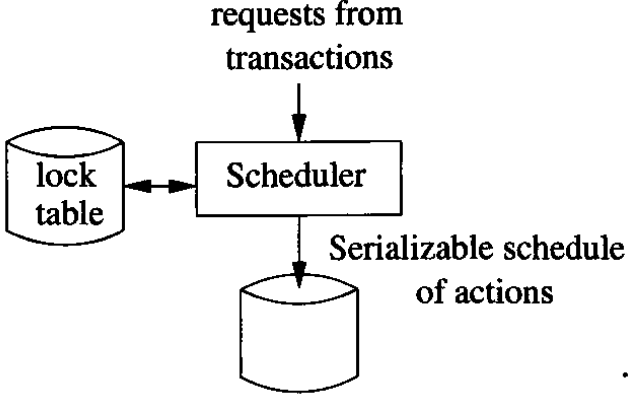 requests from
transactions
lock
table
Scheduler
Serializable schedule
of actions
.